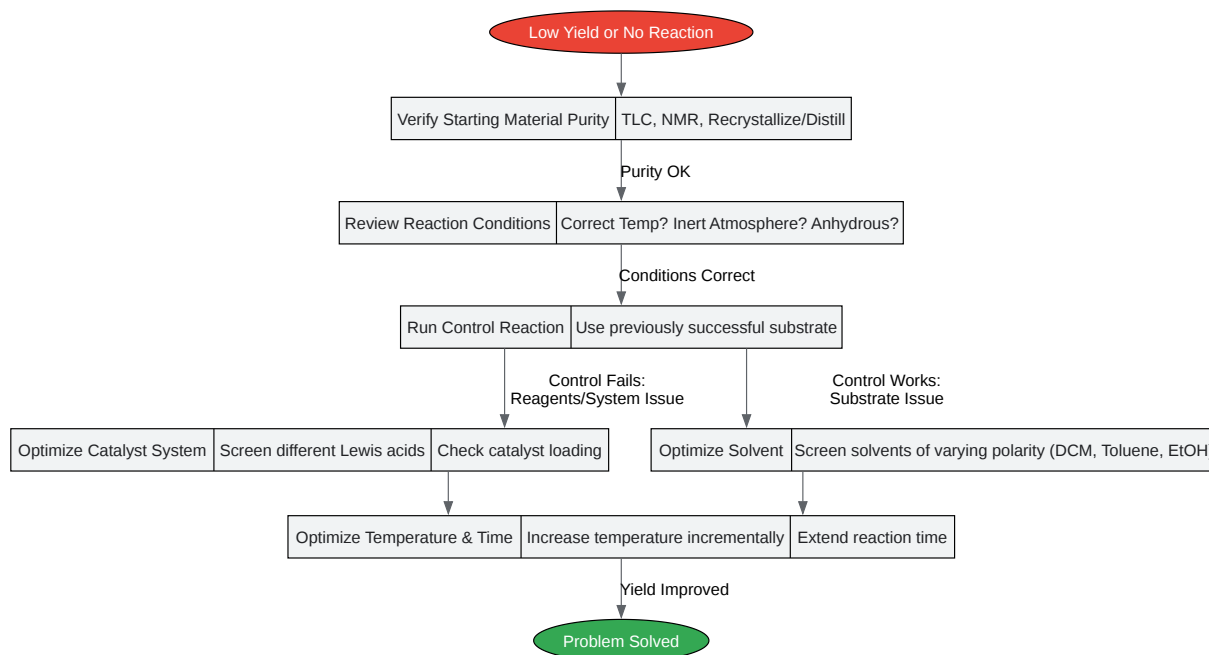 Low Yield or No Reaction
Verify Starting Material Purity
TLC, NMR, Recrystallize/Distill
Purity OK
Review Reaction Conditions
Correct Temp? Inert Atmosphere? Anhydrous?
Conditions Correct
Run Control Reaction
Use previously successful substrate
Control Fails:
Reagents/System Issue
Control Works:
Substrate Issue
Optimize Catalyst System
Screen different Lewis acids
Check catalyst loading
Optimize Solvent
Screen solvents of varying polarity (DCM, Toluene, EtOH)
Optimize Temperature & Time
Increase temperature incrementally
Extend reaction time
Yield Improved
Problem Solved